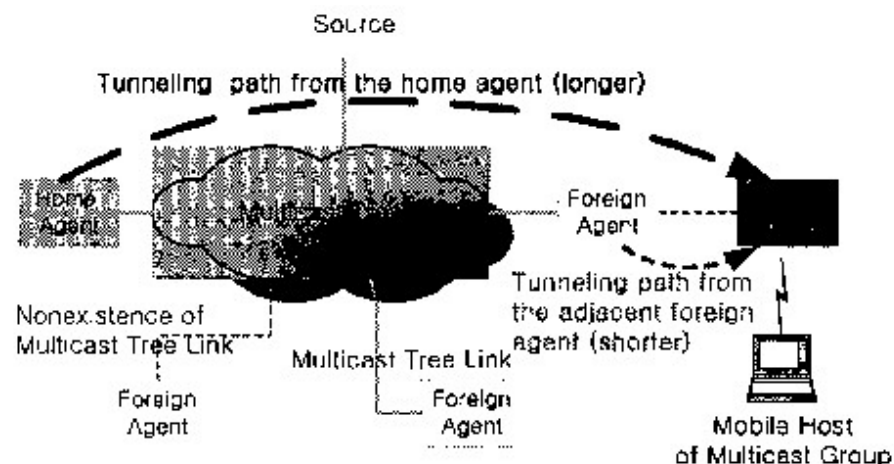 Source
Tunneling path from the home agent (longer)
Home
Agent
Foreign
Agent
Tunneling path from
the adjacent foreign
agent (shorter)
Nonexistence of
Multicast Tree Link
Multicast Tree Link
Foreign
Agent
Foreign
Agent
Mobile Host
of Multicast Group